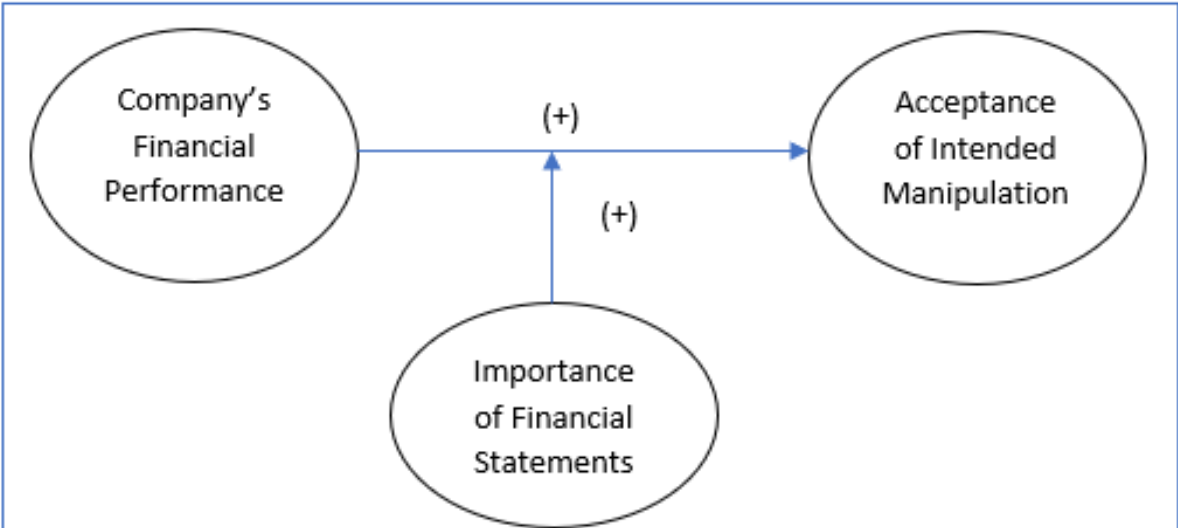 Company’s
Financial
Performance
(+)
Acceptance
of Intended
Manipulation
(+)
Importance
of Financial
Statements